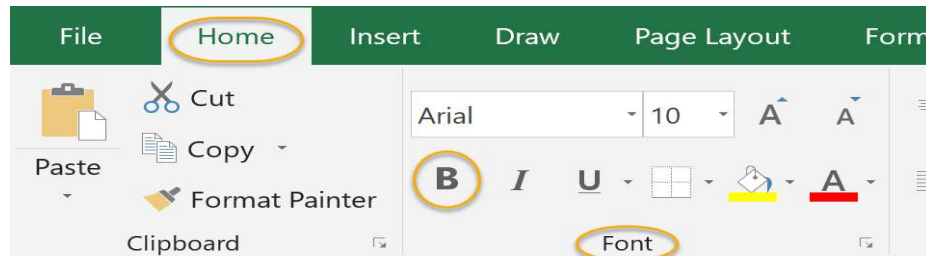 File Home Insert Draw Page Layout Form
Cut
Arial 10 A A
Copy
Paste
B I U A
Format Painter
Clipboard Font